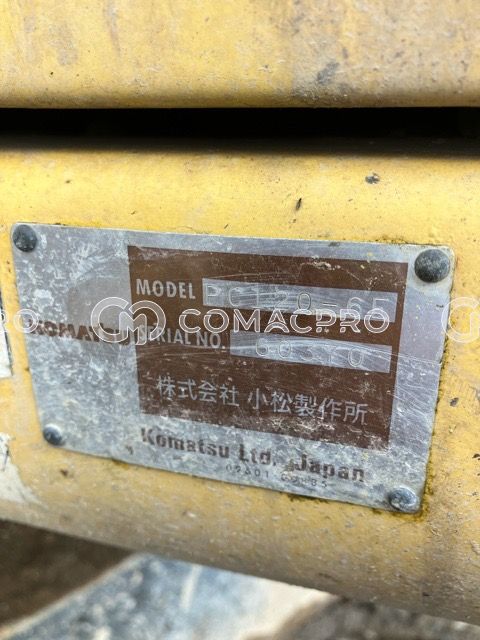 MODEL PC120-6E
KOMATSU
SERIAL NO.
COMACPRO
株式会社 小松製作所
Komatsu Ltd. Japan